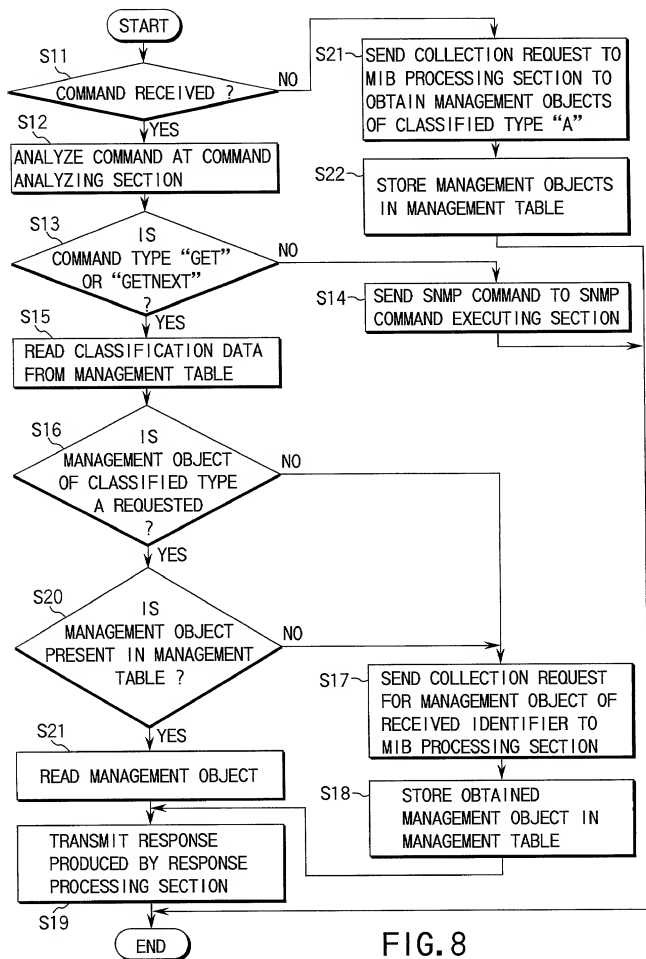 START
S11
COMMAND RECEIVED ?
NO
YES
S21
SEND COLLECTION REQUEST TO
MIB PROCESSING SECTION TO
OBTAIN MANAGEMENT OBJECTS
OF CLASSIFIED TYPE "A"
S12
ANALYZE COMMAND AT COMMAND
ANALYZING SECTION
S22
STORE MANAGEMENT OBJECTS
IN MANAGEMENT TABLE
S13
IS
COMMAND TYPE "GET"
OR "GETNEXT"
?
NO
YES
S14
SEND SNMP COMMAND TO SNMP
COMMAND EXECUTING SECTION
S15
READ CLASSIFICATION DATA
FROM MANAGEMENT TABLE
S16
IS
MANAGEMENT OBJECT
OF CLASSIFIED TYPE
A REQUESTED
?
NO
YES
S20
IS
MANAGEMENT OBJECT
PRESENT IN MANAGEMENT
TABLE ?
NO
YES
S17
SEND COLLECTION REQUEST
FOR MANAGEMENT OBJECT OF
RECEIVED IDENTIFIER TO
MIB PROCESSING SECTION
S21
READ MANAGEMENT OBJECT
S18
STORE OBTAINED
MANAGEMENT OBJECT IN
MANAGEMENT TABLE
TRANSMIT RESPONSE
PRODUCED BY RESPONSE
PROCESSING SECTION
S19
END
FIG. 8